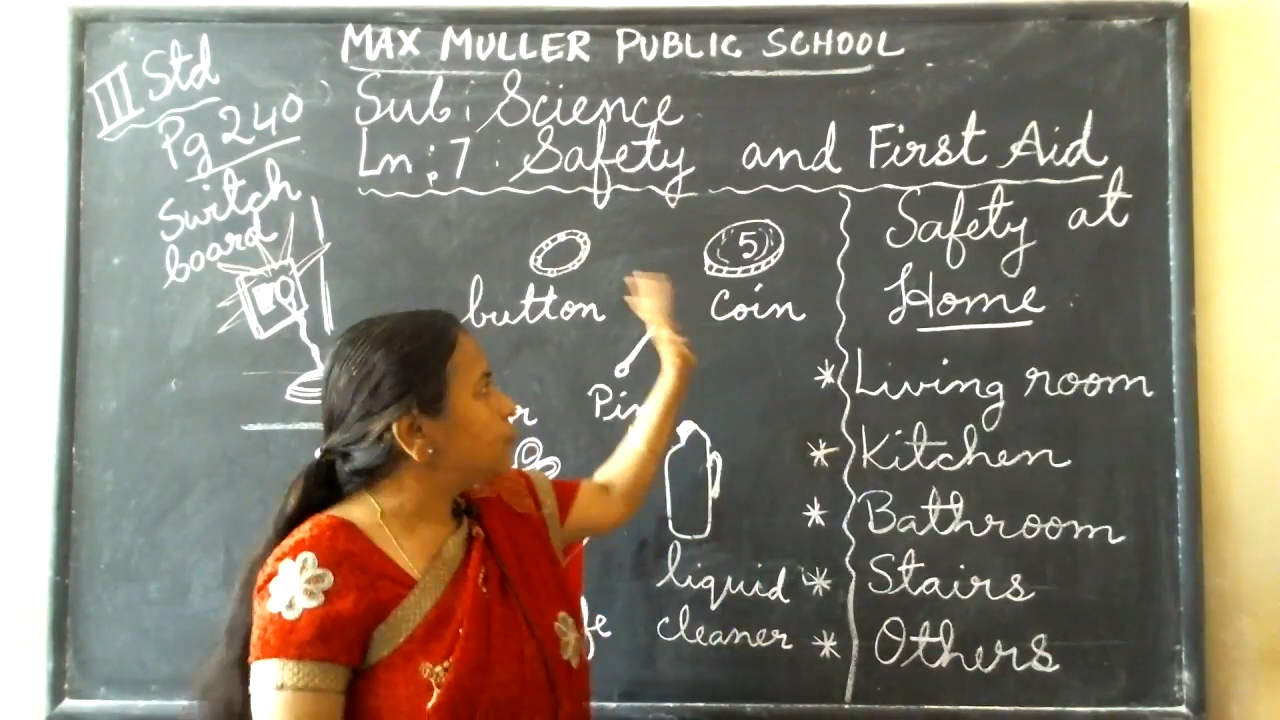 MAX MULLER PUBLIC SCHOOL
III Std
Pg 240
Sub: Science
Ln: 7. Safety and First Aid
Switch
board
button
5
coin
Safety at
Home
* Living room
* Kitchen
* Bathroom
* Stairs
* Others
liquid
cleaner